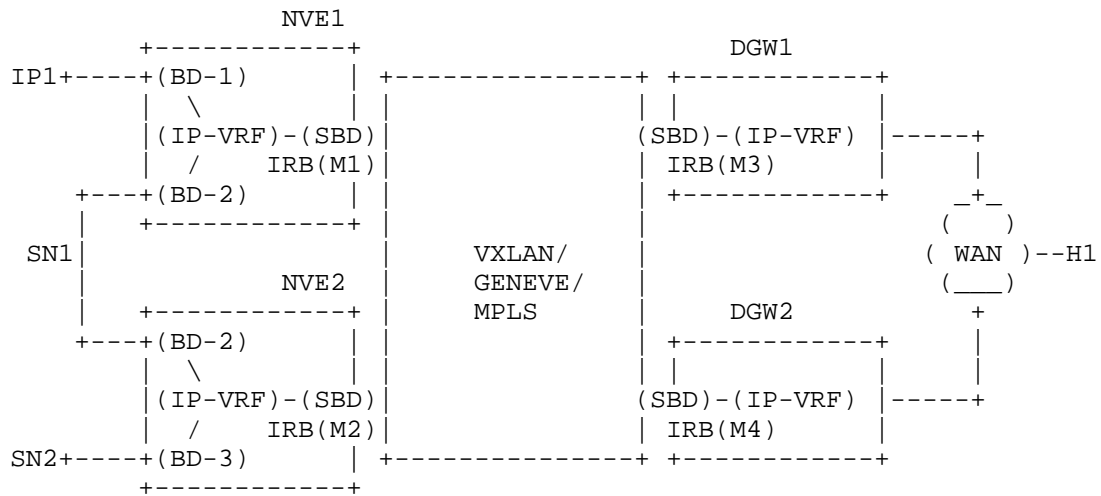 NVE1
DGW1
IP1 (BD-1)
(IP-VRF)-(SBD) (SBD)-(IP-VRF)
IRB(M1) IRB(M3)
(BD-2)
SN1 VXLAN/ ( WAN )--H1
NVE2 GENEVE/
MPLS DGW2
(BD-2)
(IP-VRF)-(SBD) (SBD)-(IP-VRF)
IRB(M2) IRB(M4)
SN2 (BD-3)